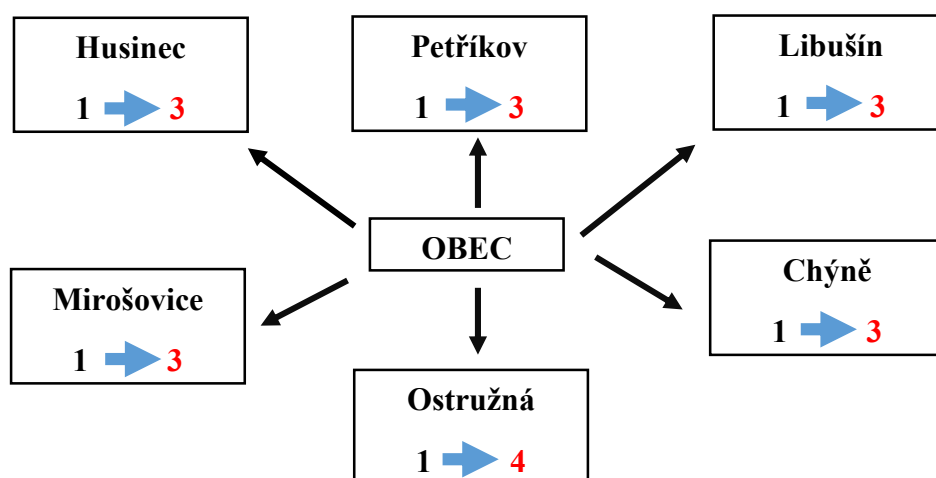 Husinec
1 3
Petříkov
1 3
Libušín
1 3
OBEC
Mirošovice
1 3
Chýně
1 3
Ostružná
1 4